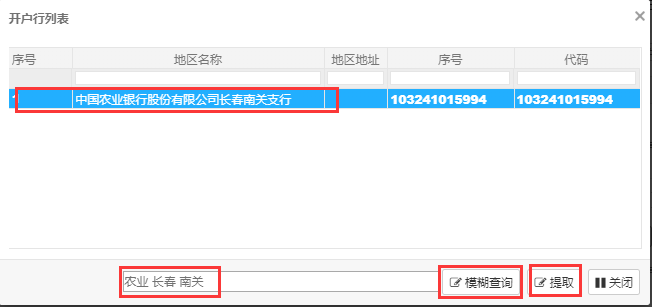 开户行列表 ×
序号 地区名称 地区地址 序号 代码
1 中国农业银行股份有限公司长春南关支行 103241015994 103241015994
农业 长春 南关 模糊查询 提取 关闭